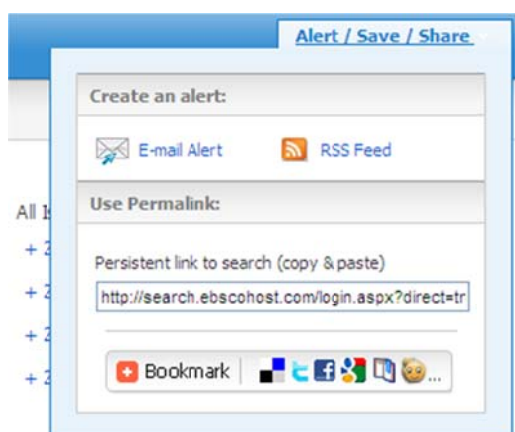 Alert / Save / Share
Create an alert:
E-mail Alert RSS Feed
Use Permalink:
All
+
Persistent link to search (copy & paste)
+
http://search.ebscohost.com/login.aspx?direct=tr
+
Bookmark ...
+